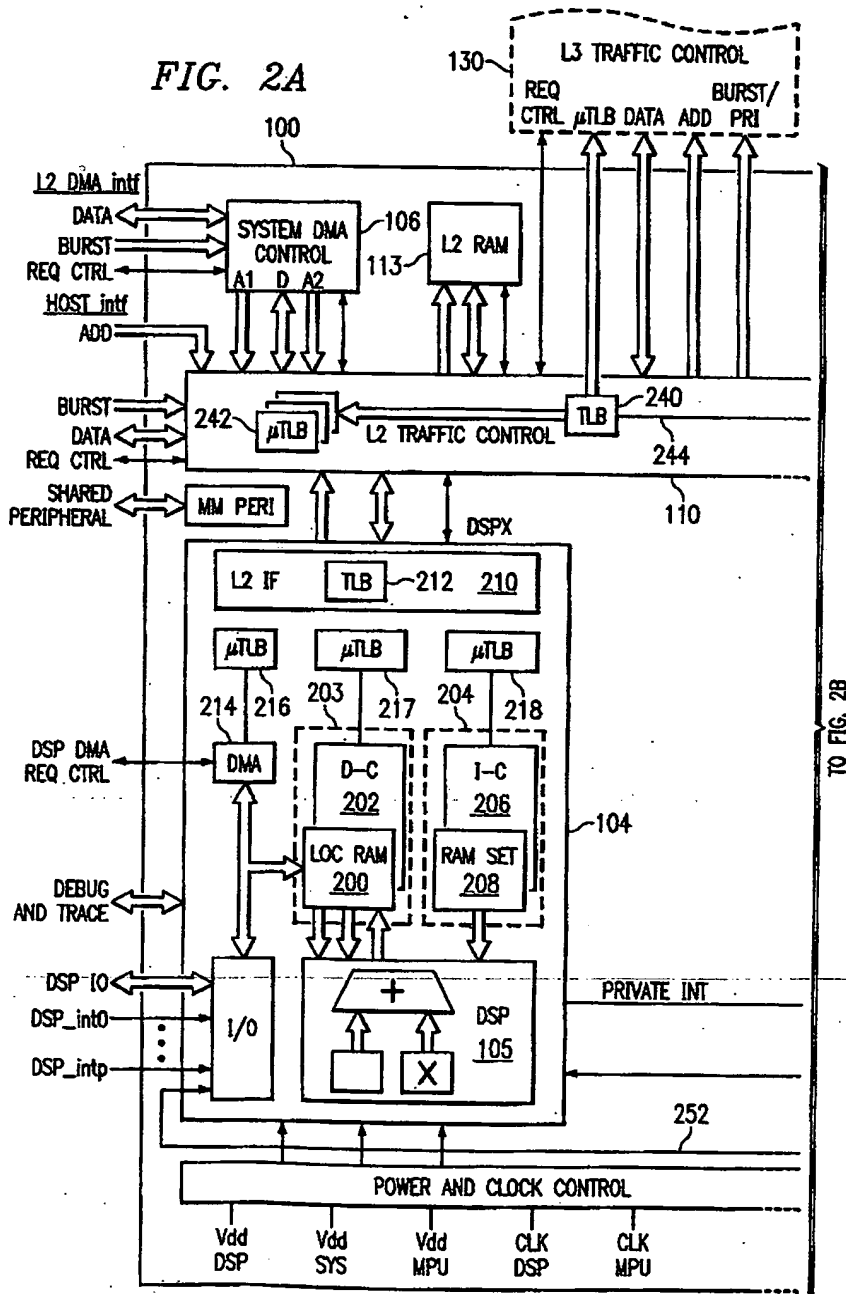 FIG. 2A
130
L3 TRAFFIC CONTROL
REQ CTRL
µTLB
DATA
ADD
BURST/ PRI
100
L2 DMA intf
DATA
BURST
REQ CTRL
HOST intf
ADD
SYSTEM DMA CONTROL
A1 D A2
106
113
L2 RAM
BURST
DATA
REQ CTRL
242
µTLB
L2 TRAFFIC CONTROL
TLB
240
244
110
SHARED PERIPHERAL
MM PERI
DSPX
L2 IF
TLB
212
210
µTLB
µTLB
µTLB
214
216
203
217
204
218
DSP DMA REQ CTRL
DMA
D-C
202
I-C
206
104
LOC RAM
200
RAM SET
208
DEBUG AND TRACE
DSP IO
DSP_int0
DSP_intp
I/O
+
X
DSP
105
PRIVATE INT
252
POWER AND CLOCK CONTROL
Vdd DSP
Vdd SYS
Vdd MPU
CLK DSP
CLK MPU
TO FIG. 2B